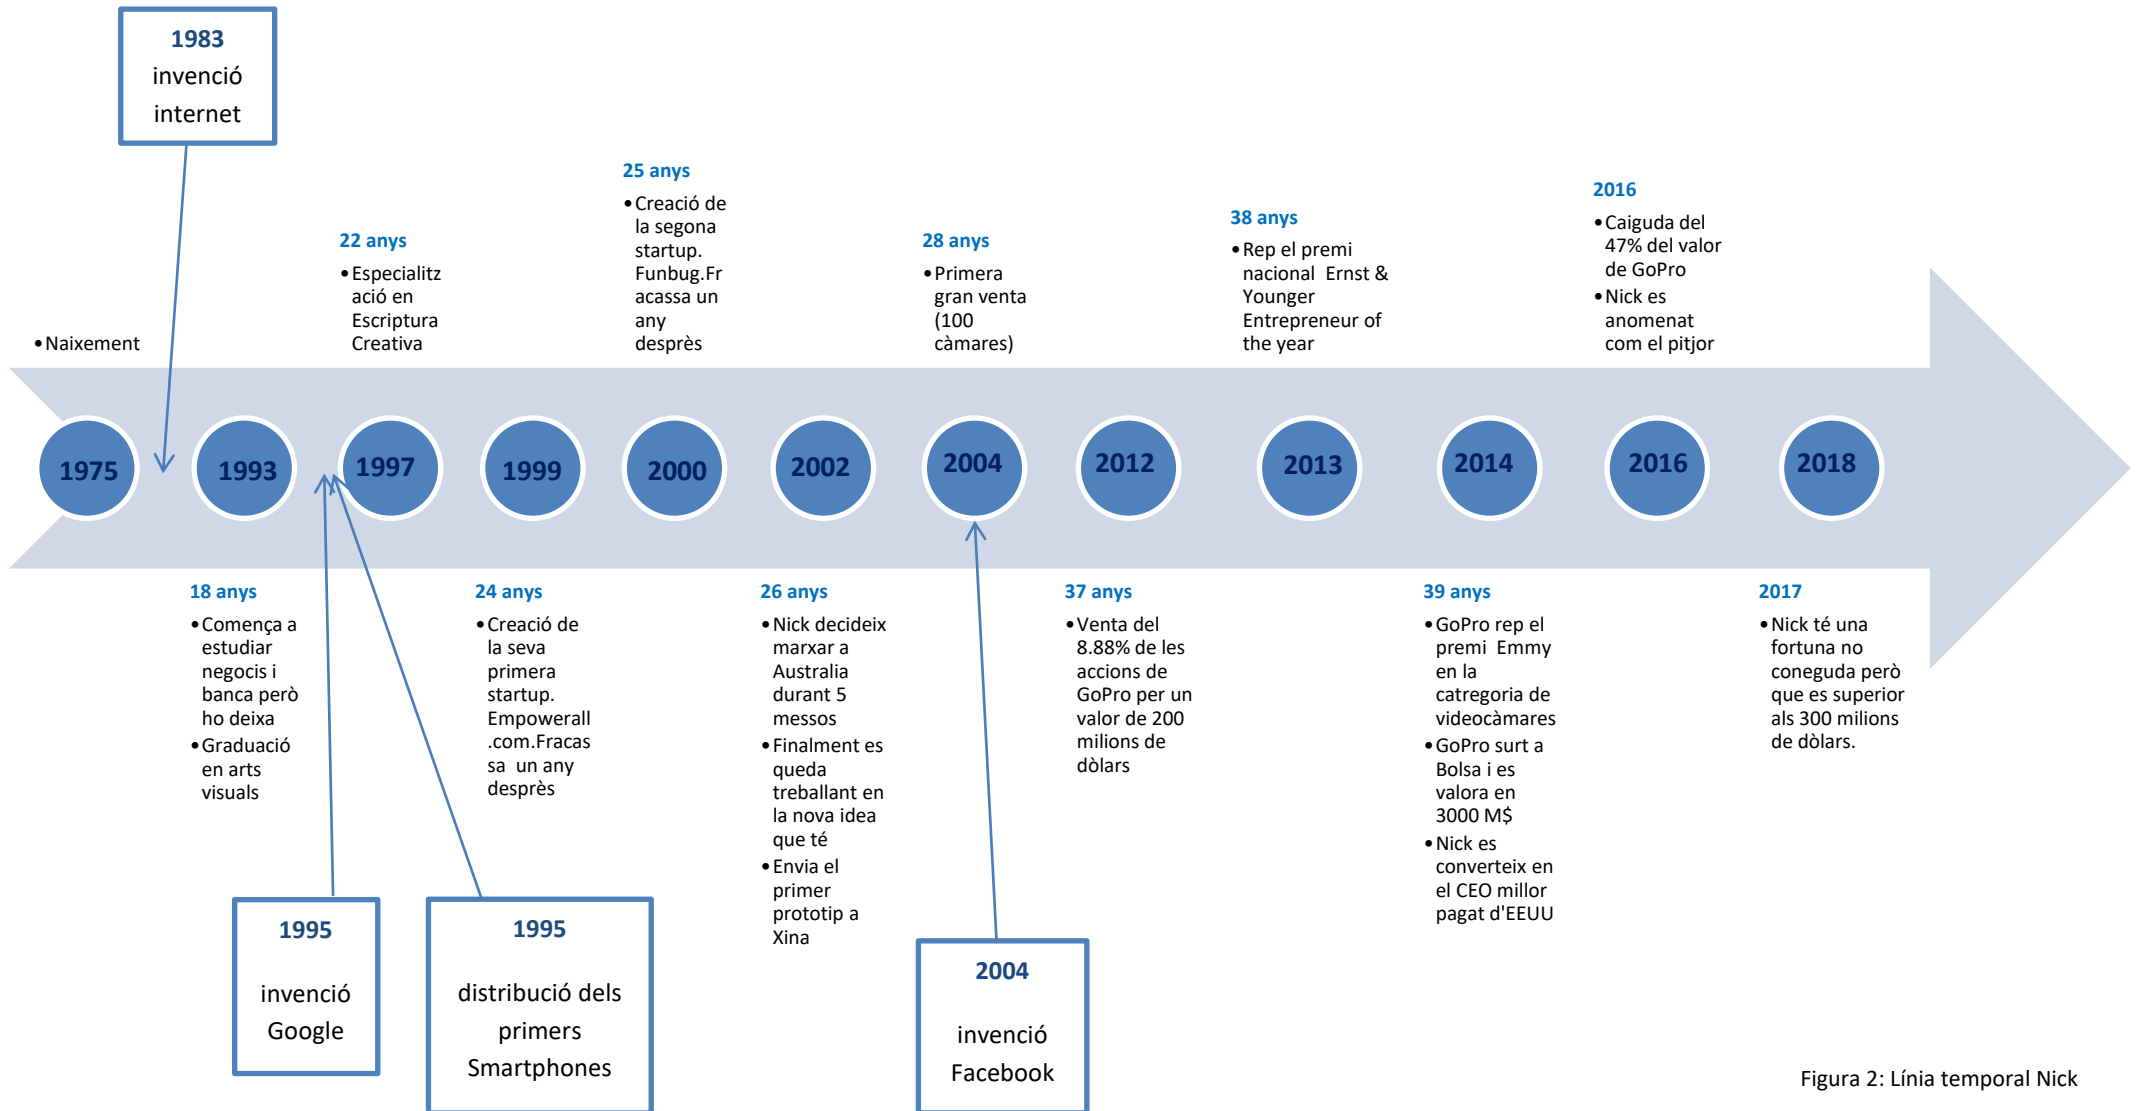 1983
invenció
internet
25 anys
•Creació de
la segona
startup.
Funbug.Fr
acassa un
any
desprès
2016
•Caiguda del
47% del valor
de GoPro
•Nick es
anomenat
com el pitjor
38 anys
•Rep el premi
nacional  Ernst &
Younger
Entrepreneur of
the year
22 anys
•Especialitz
ació en
Escriptura
Creativa
28 anys
•Primera
gran venta
(100
càmares)
•Naixement
1975
1993
1997
1999
2000
2002
2004
2012
2013
2014
2016
2018
18 anys
•Comença a
estudiar
negocis i
banca però
ho deixa
•Graduació
en arts
visuals
24 anys
•Creació de
la seva
primera
startup.
Empowerall
.com.Fracas
sa  un any
desprès
26 anys
•Nick decideix
marxar a
Australia
durant 5
messos
•Finalment es
queda
treballant en
la nova idea
que té
•Envia el
primer
prototip a
Xina
37 anys
•Venta del
8.88% de les
accions de
GoPro per un
valor de 200
milions de
dòlars
39 anys
•GoPro rep el
premi  Emmy
en la
catregoria de
videocàmares
•GoPro surt a
Bolsa i es
valora en
3000 M$
•Nick es
converteix en
el CEO millor
pagat d'EEUU
2017
•Nick té una
fortuna no
coneguda però
que es superior
als 300 milions
de dòlars.
1995
invenció
Google
1995
distribució dels
primers
Smartphones
2004
invenció
Facebook
Figura 2: Línia temporal Nick